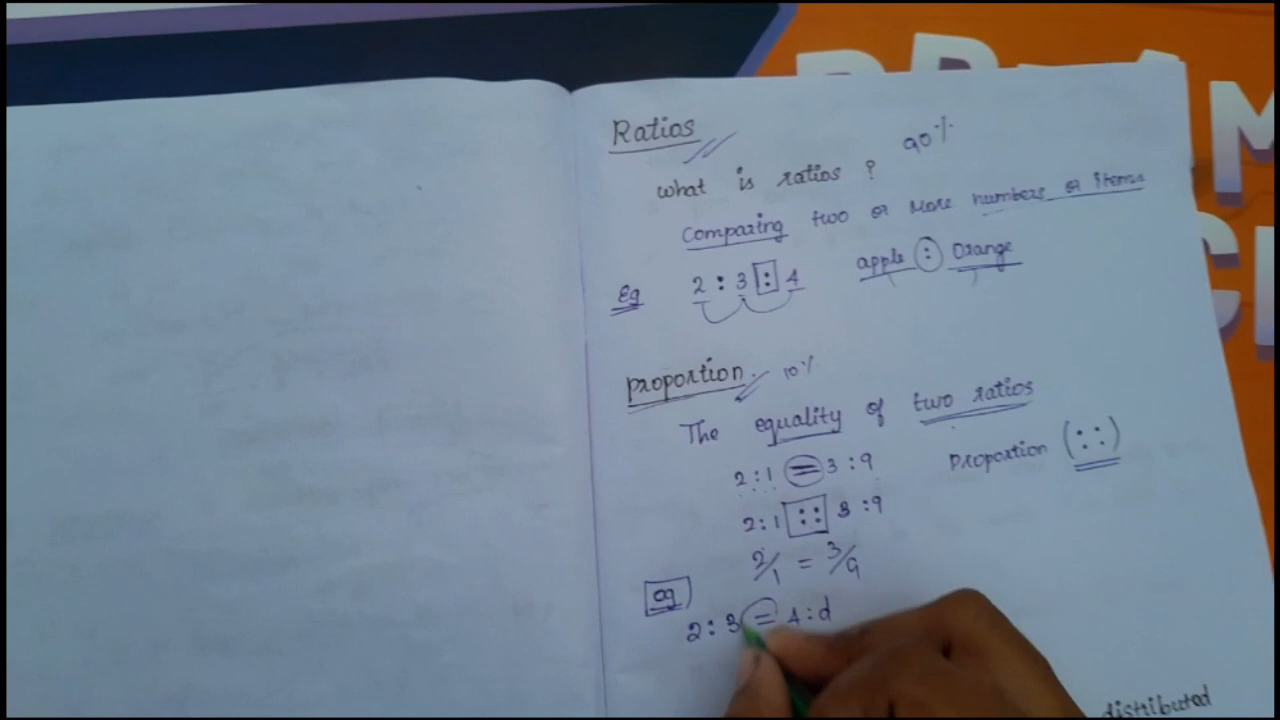 Ratios
90%
what is ratios ?
Comparing two or more numbers or items
Eg 2 : 3 : 4 apple : Orange
Proportion. 10%
The equality of two ratios
2:1 = 3:9 Proportion (::)
2:1 :: 3:9
2/1 = 3/9
eg
2:3 = 4:d
distributed